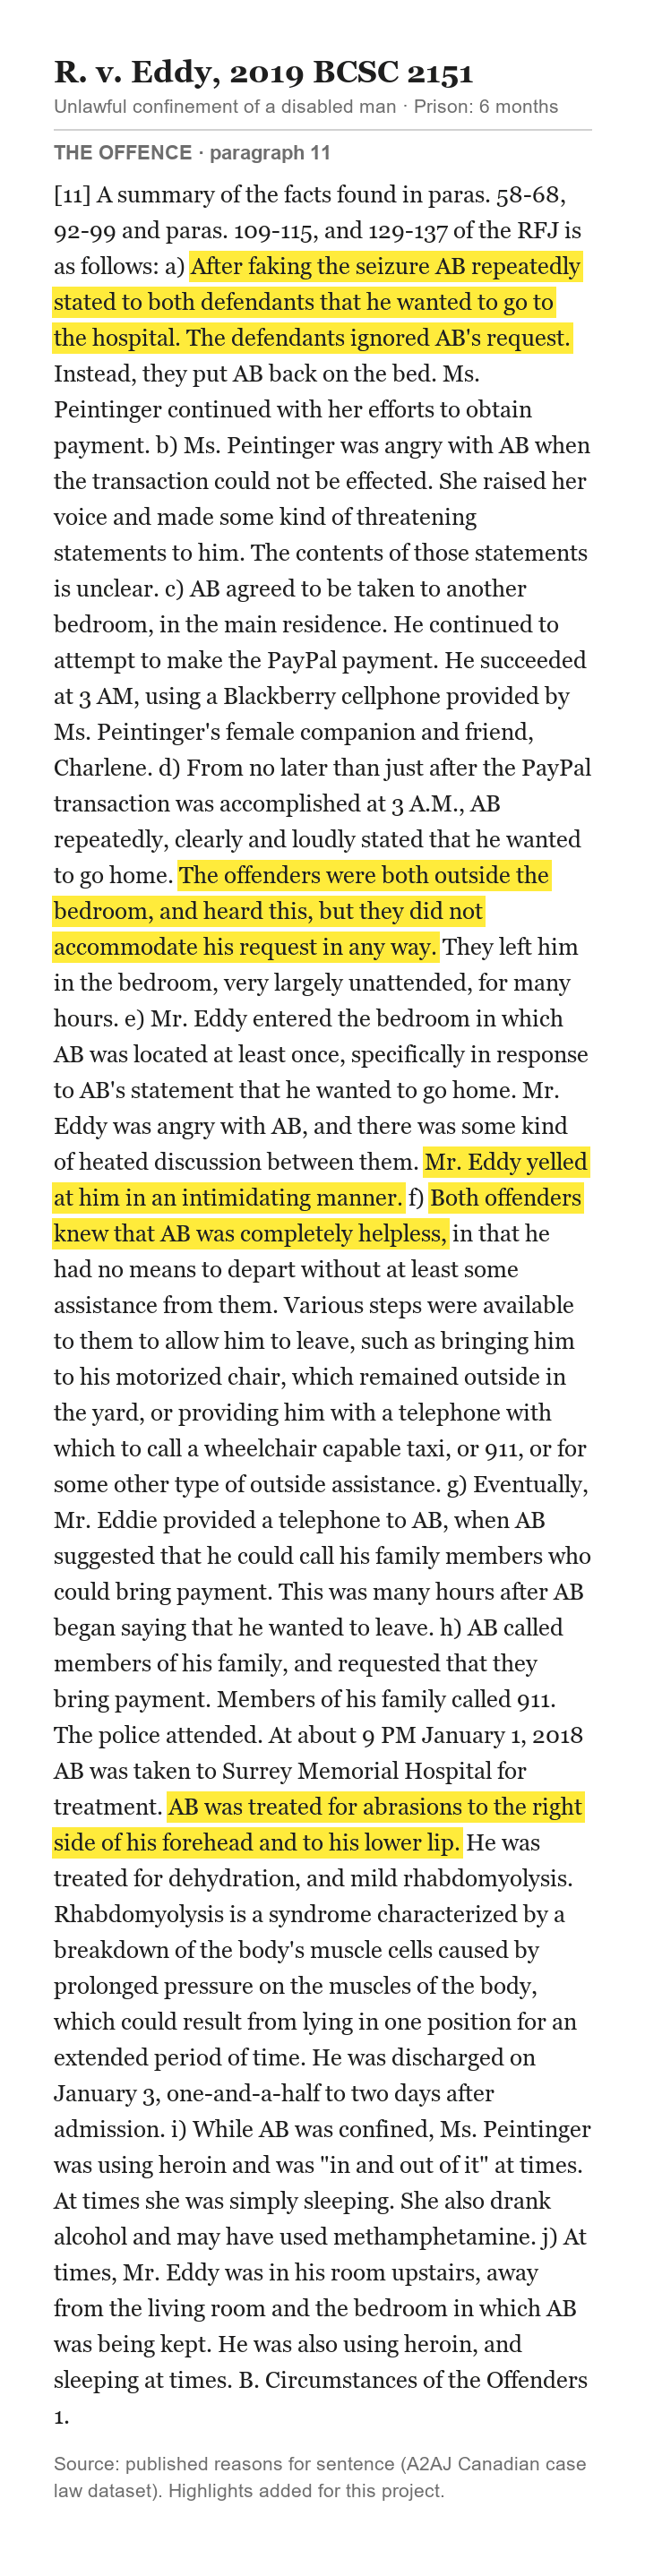 R. v. Eddy, 2019 BCSC 2151
Unlawful confinement of a disabled man · Prison: 6 months
THE OFFENCE · paragraph 11
[11] A summary of the facts found in paras. 58-68,
92-99 and paras. 109-115, and 129-137 of the RFJ is
as follows: a) After faking the seizure AB repeatedly
stated to both defendants that he wanted to go to
the hospital. The defendants ignored AB's request.
Instead, they put AB back on the bed. Ms.
Peintinger continued with her efforts to obtain
payment. b) Ms. Peintinger was angry with AB when
the transaction could not be effected. She raised her
voice and made some kind of threatening
statements to him. The contents of those statements
is unclear. c) AB agreed to be taken to another
bedroom, in the main residence. He continued to
attempt to make the PayPal payment. He succeeded
at 3 AM, using a Blackberry cellphone provided by
Ms. Peintinger's female companion and friend,
Charlene. d) From no later than just after the PayPal
transaction was accomplished at 3 A.M., AB
repeatedly, clearly and loudly stated that he wanted
to go home. The offenders were both outside the
bedroom, and heard this, but they did not
accommodate his request in any way. They left him
in the bedroom, very largely unattended, for many
hours. e) Mr. Eddy entered the bedroom in which
AB was located at least once, specifically in response
to AB's statement that he wanted to go home. Mr.
Eddy was angry with AB, and there was some kind
of heated discussion between them. Mr. Eddy yelled
at him in an intimidating manner. f) Both offenders
knew that AB was completely helpless, in that he
had no means to depart without at least some
assistance from them. Various steps were available
to them to allow him to leave, such as bringing him
to his motorized chair, which remained outside in
the yard, or providing him with a telephone with
which to call a wheelchair capable taxi, or 911, or for
some other type of outside assistance. g) Eventually,
Mr. Eddie provided a telephone to AB, when AB
suggested that he could call his family members who
could bring payment. This was many hours after AB
began saying that he wanted to leave. h) AB called
members of his family, and requested that they
bring payment. Members of his family called 911.
The police attended. At about 9 PM January 1, 2018
AB was taken to Surrey Memorial Hospital for
treatment. AB was treated for abrasions to the right
side of his forehead and to his lower lip. He was
treated for dehydration, and mild rhabdomyolysis.
Rhabdomyolysis is a syndrome characterized by a
breakdown of the body's muscle cells caused by
prolonged pressure on the muscles of the body,
which could result from lying in one position for an
extended period of time. He was discharged on
January 3, one-and-a-half to two days after
admission. i) While AB was confined, Ms. Peintinger
was using heroin and was "in and out of it" at times.
At times she was simply sleeping. She also drank
alcohol and may have used methamphetamine. j) At
times, Mr. Eddy was in his room upstairs, away
from the living room and the bedroom in which AB
was being kept. He was also using heroin, and
sleeping at times. B. Circumstances of the Offenders
1.
Source: published reasons for sentence (A2AJ Canadian case
law dataset). Highlights added for this project.